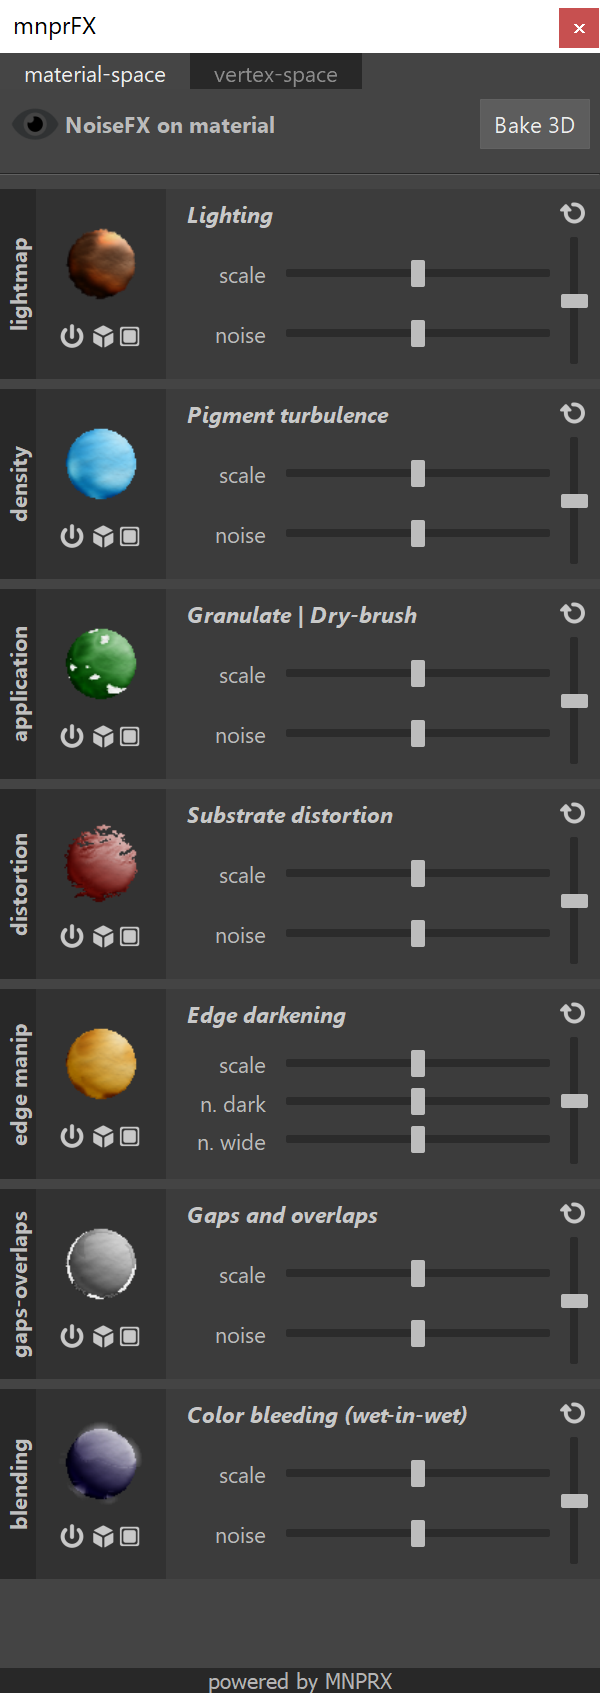 mnprFX
material-space vertex-space
NoiseFX on material Bake 3D
lightmap
Lighting
scale
noise
density
Pigment turbulence
scale
noise
application
Granulate | Dry-brush
scale
noise
distortion
Substrate distortion
scale
noise
edge manip
Edge darkening
scale
n. dark
n. wide
gaps-overlaps
Gaps and overlaps
scale
noise
blending
Color bleeding (wet-in-wet)
scale
noise
powered by MNPRX